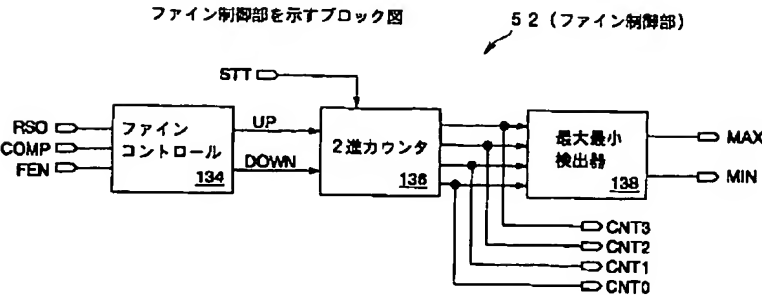 ファイン制御部を示すブロック図
52(ファイン制御部)
STT
RSO
COMP
FEN
ファイン
コントロール
134
UP
DOWN
2進カウンタ
136
最大最小
検出器
138
MAX
MIN
CNT3
CNT2
CNT1
CNT0